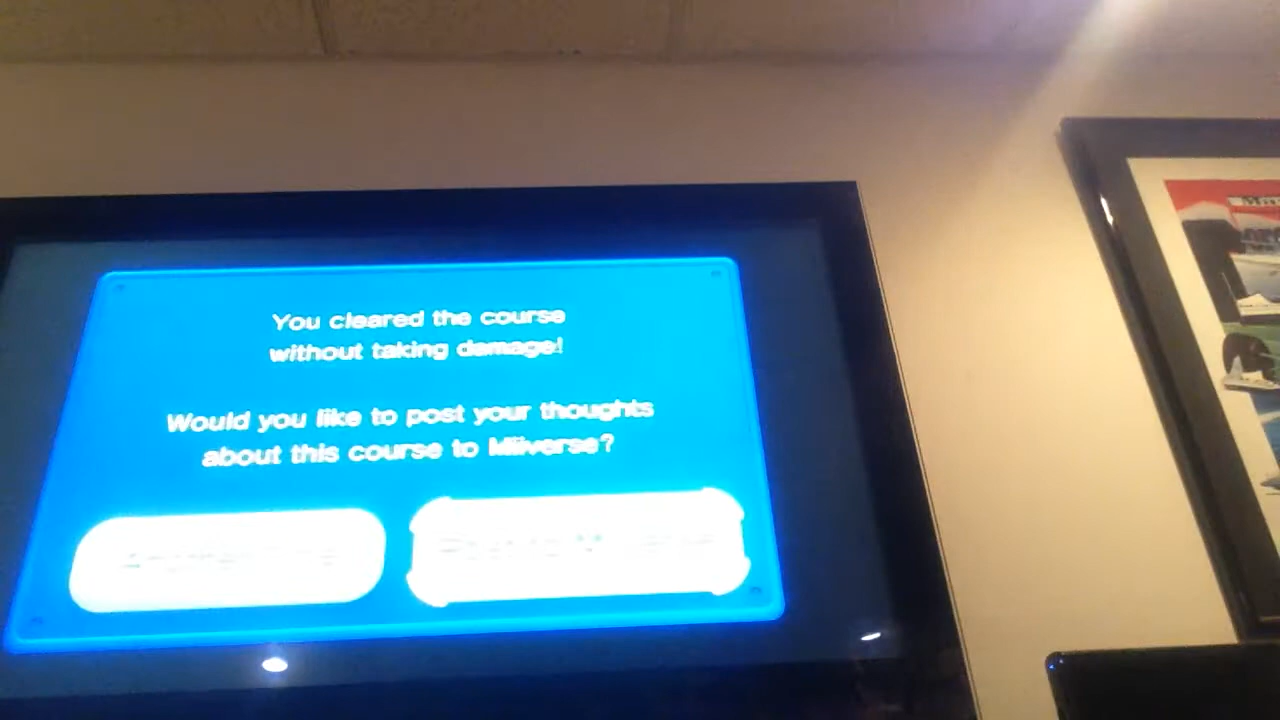 You cleared the course
without taking damage!
Would you like to post your thoughts
about this course to Miiverse?